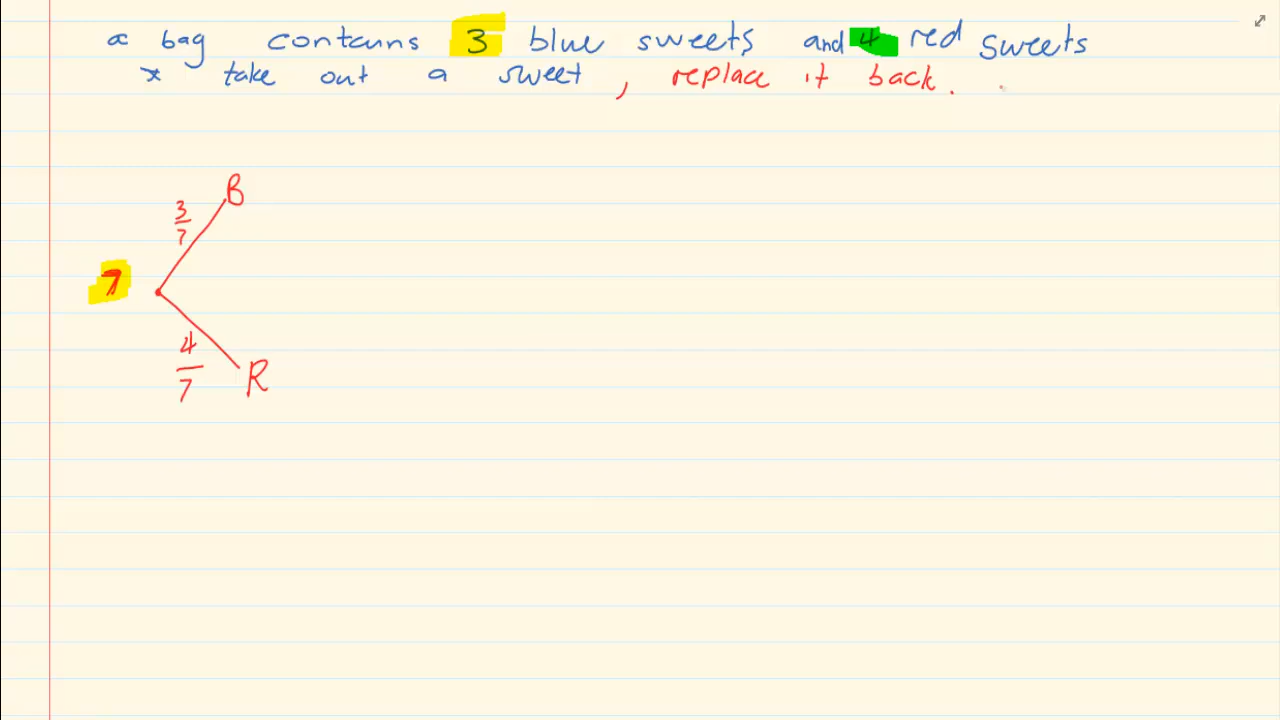 a bag contains 3 blue sweets and 4 red sweets
* take out a sweet, replace it back.
B
3/7
7
4/7
R